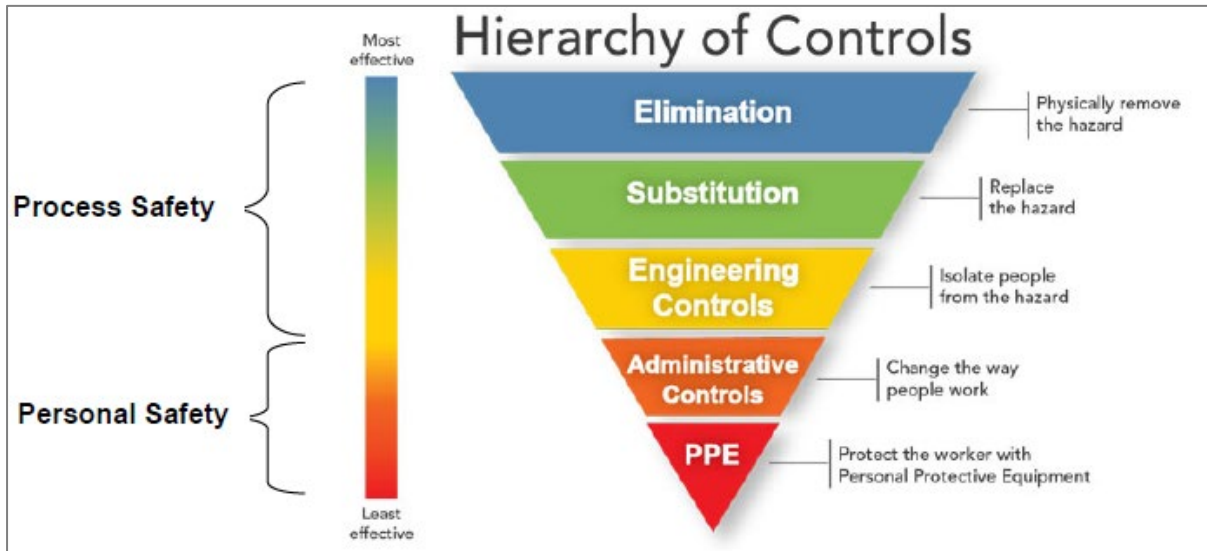 Hierarchy of Controls
Most
effective
Process Safety
Personal Safety
Least
effective
Elimination
Physically remove
the hazard
Substitution
Replace
the hazard
Engineering
Controls
Isolate people
from the hazard
Administrative
Controls
Change the way
people work
PPE
Protect the worker with
Personal Protective Equipment